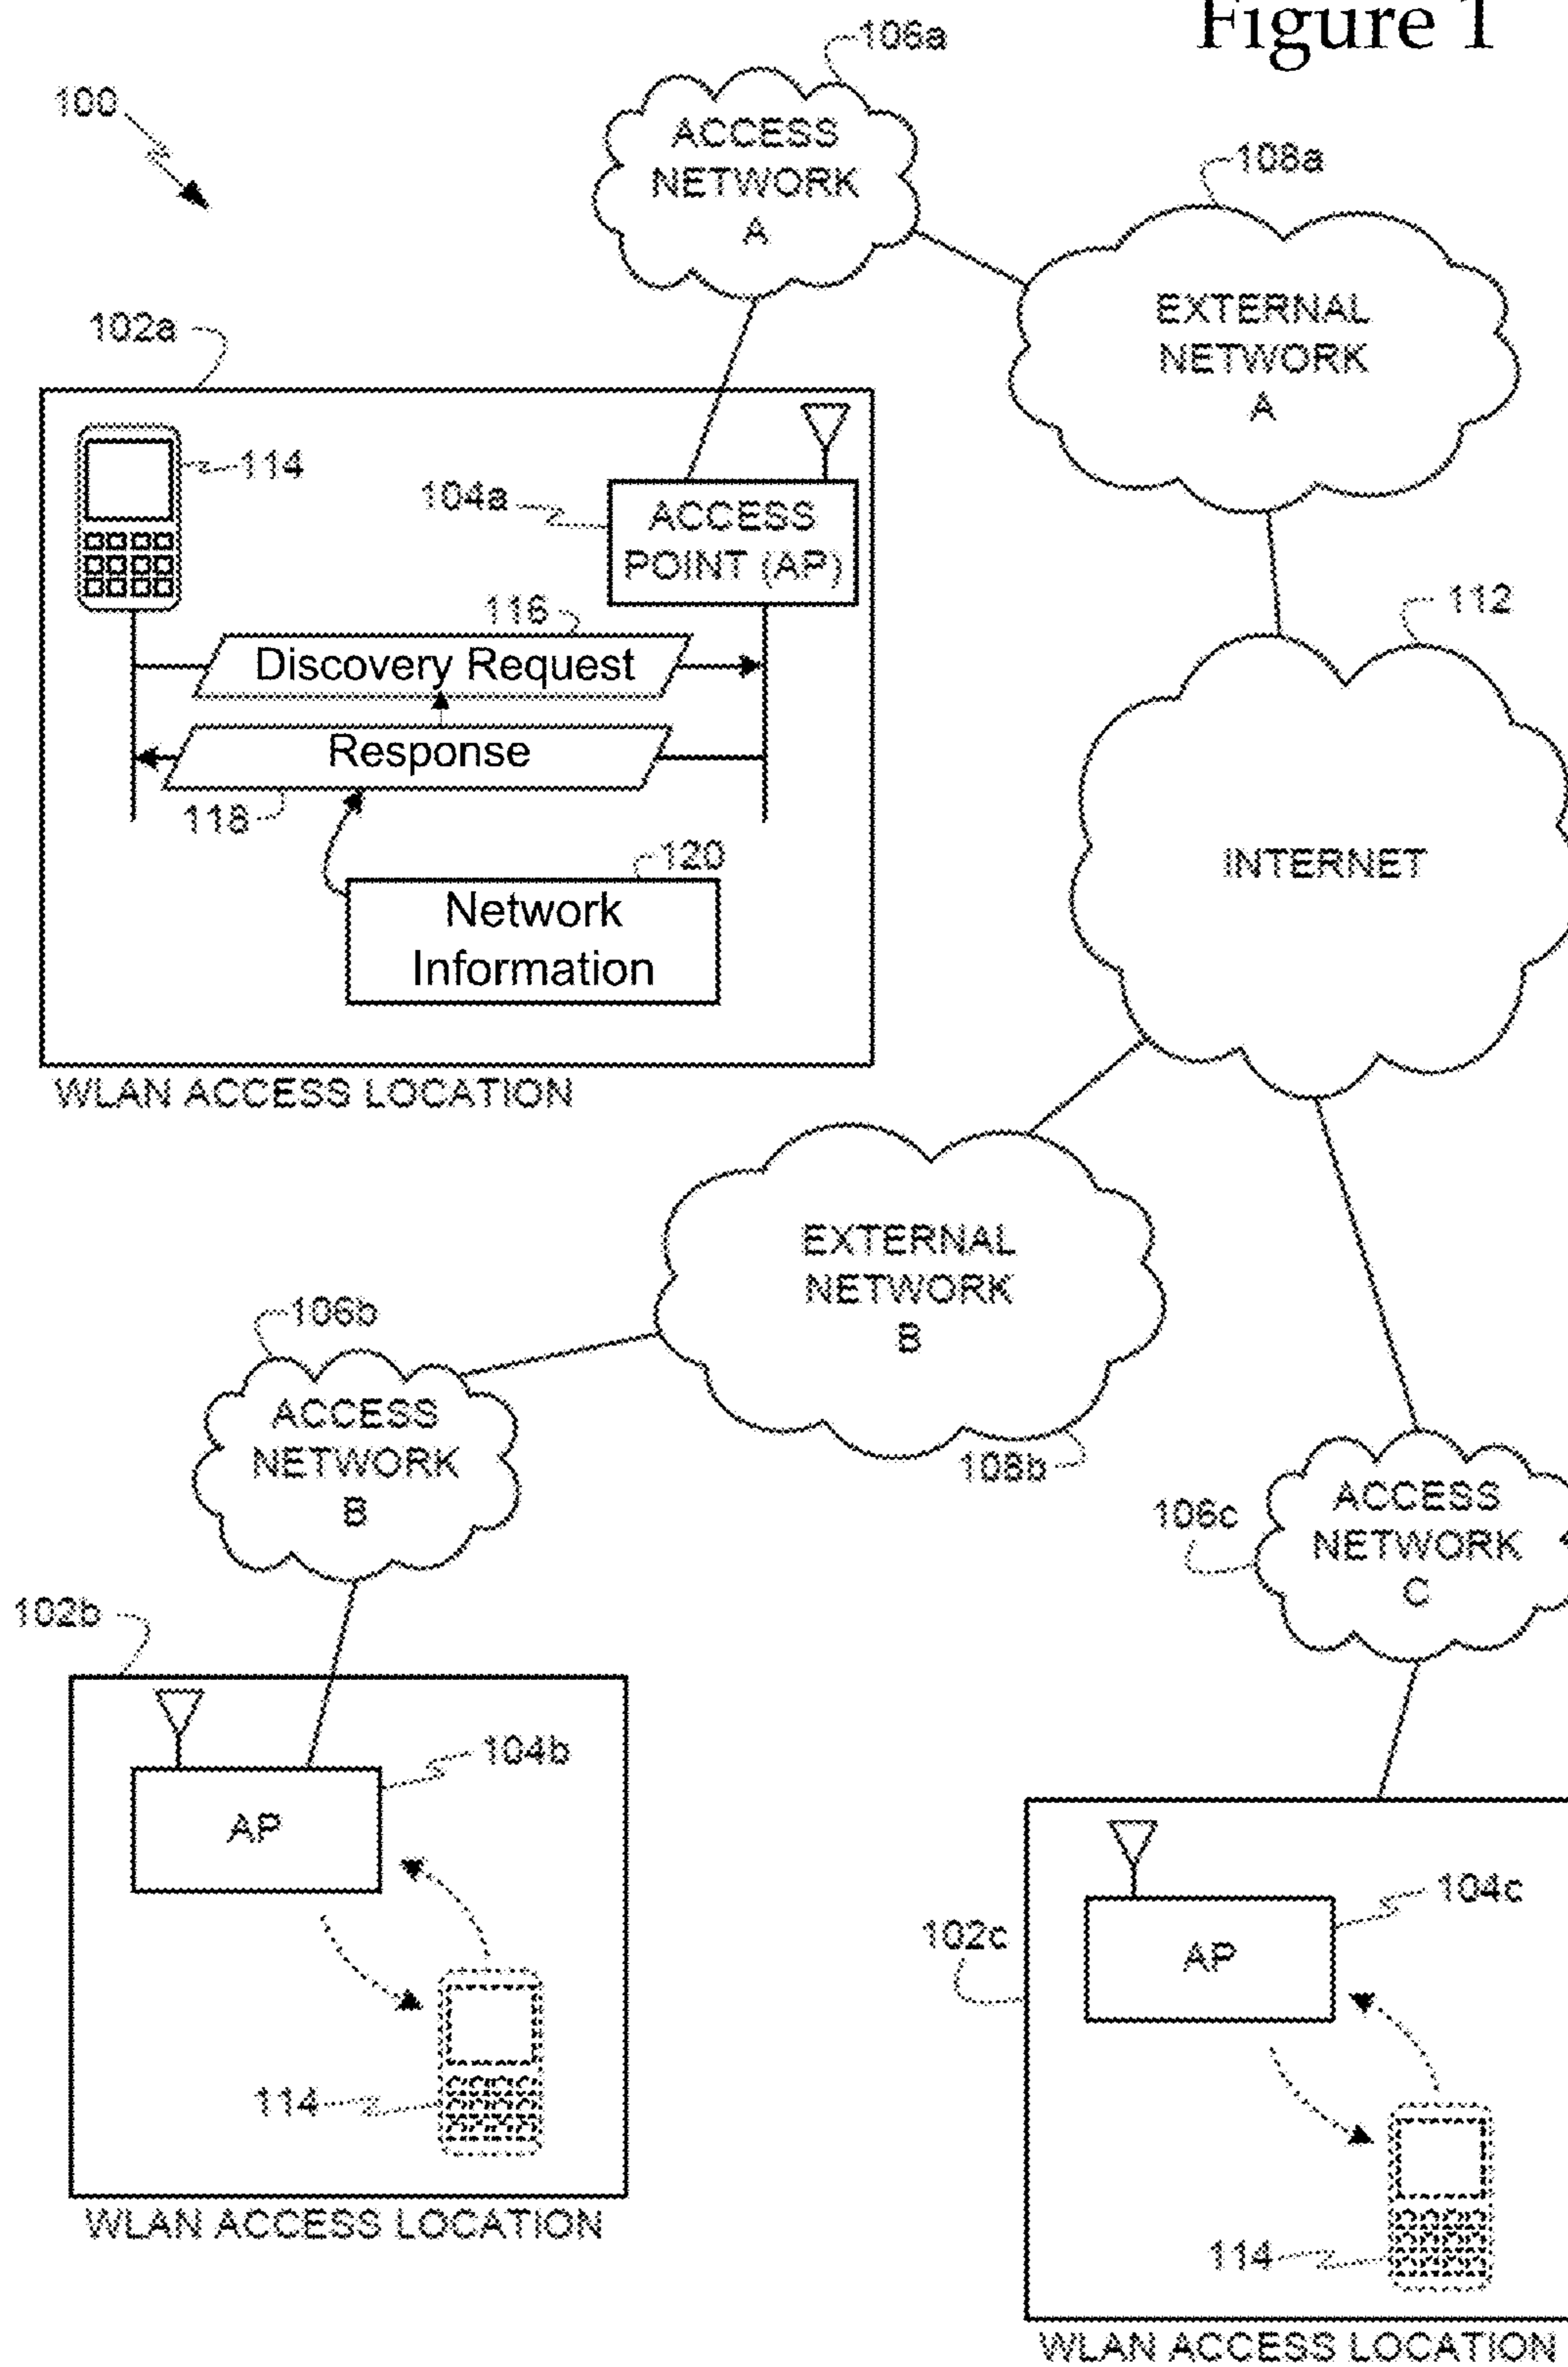 Figure 1
106a
100
ACCESS
NETWORK
A
108a
EXTERNAL
NETWORK
A
102a
114
104a
ACCESS
POINT (AP)
116
Discovery Request
Response
118
120
Network
Information
WLAN ACCESS LOCATION
112
INTERNET
EXTERNAL
NETWORK
B
108b
106b
ACCESS
NETWORK
B
106c
ACCESS
NETWORK
C
102b
104b
AP
114
WLAN ACCESS LOCATION
102c
104c
AP
114
WLAN ACCESS LOCATION